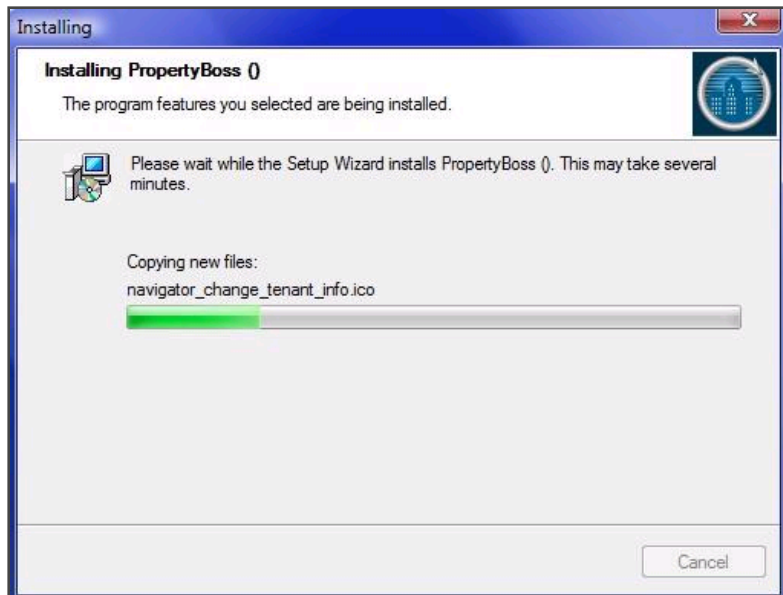 Installing
Installing PropertyBoss ()
The program features you selected are being installed.
Please wait while the Setup Wizard installs PropertyBoss (). This may take several
minutes.
Copying new files:
navigator_change_tenant_info.ico
Cancel